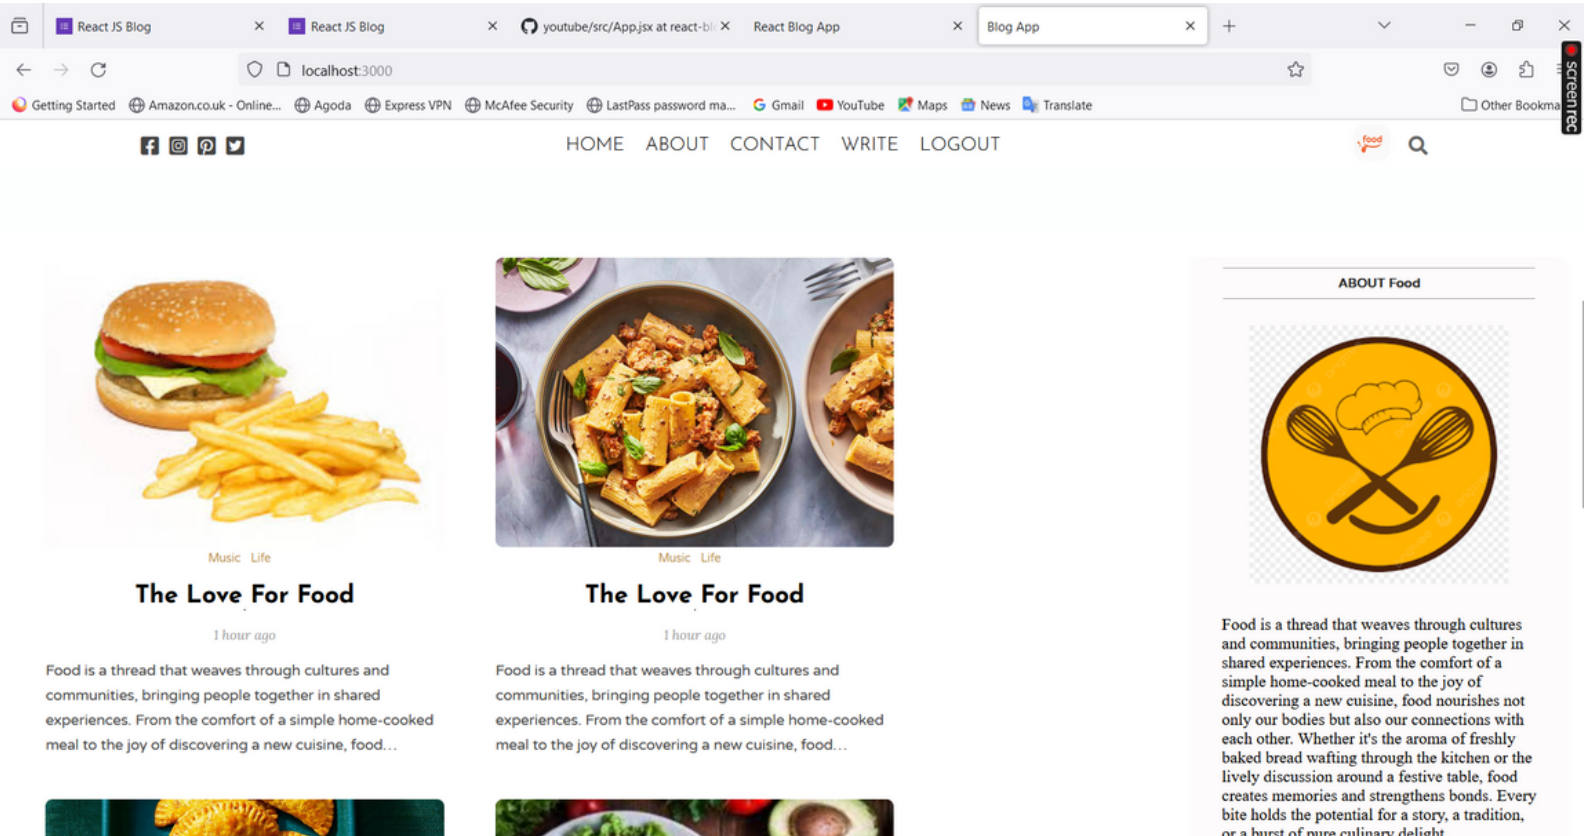 React JS Blog
React JS Blog
youtube/src/App.jsx at react-bl
React Blog App
Blog App
localhost:3000
Getting Started
Amazon.co.uk - Online...
Agoda
Express VPN
McAfee Security
LastPass password ma...
Gmail
YouTube
Maps
News
Translate
Other Bookma
screenrec
HOME ABOUT CONTACT WRITE LOGOUT
food
Music Life
The Love For Food
1 hour ago
Food is a thread that weaves through cultures and
communities, bringing people together in shared
experiences. From the comfort of a simple home-cooked
meal to the joy of discovering a new cuisine, food...
Music Life
The Love For Food
1 hour ago
Food is a thread that weaves through cultures and
communities, bringing people together in shared
experiences. From the comfort of a simple home-cooked
meal to the joy of discovering a new cuisine, food...
ABOUT Food
Food is a thread that weaves through cultures
and communities, bringing people together in
shared experiences. From the comfort of a
simple home-cooked meal to the joy of
discovering a new cuisine, food nourishes not
only our bodies but also our connections with
each other. Whether it's the aroma of freshly
baked bread wafting through the kitchen or the
lively discussion around a festive table, food
creates memories and strengthens bonds. Every
bite holds the potential for a story, a tradition,
or a burst of pure culinary delight